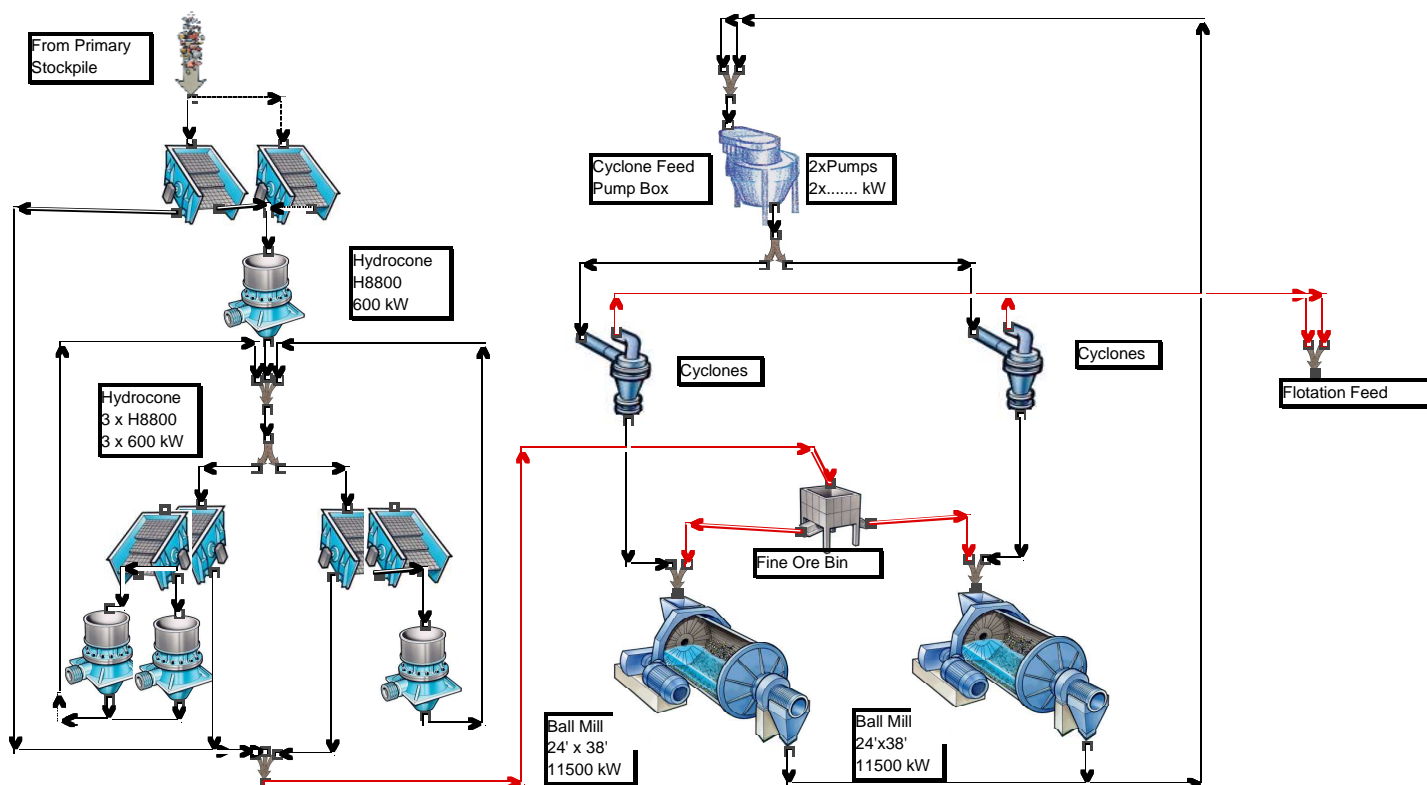 From Primary
Stockpile
Cyclone Feed
Pump Box
2xPumps
2x....... kW
Hydrocone
H8800
600 kW
Cyclones
Cyclones
Flotation Feed
Hydrocone
3 x H8800
3 x 600 kW
Fine Ore Bin
Ball Mill
24' x 38'
11500 kW
Ball Mill
24'x38'
11500 kW